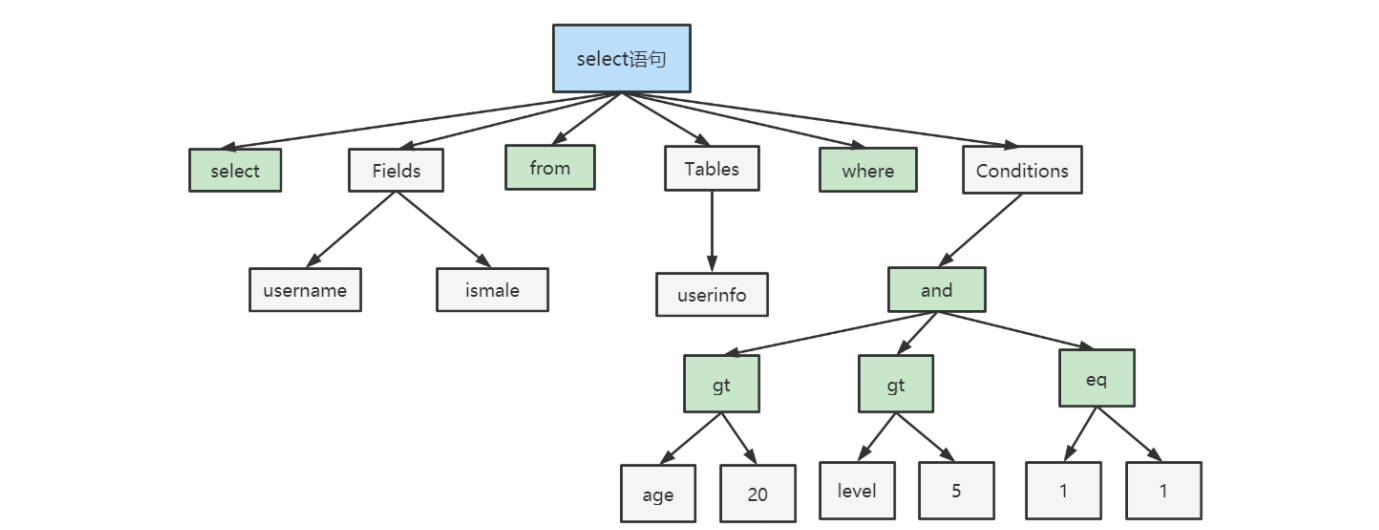 select语句
select
Fields
from
Tables
where
Conditions
username
ismale
userinfo
and
gt
gt
eq
age
20
level
5
1
1